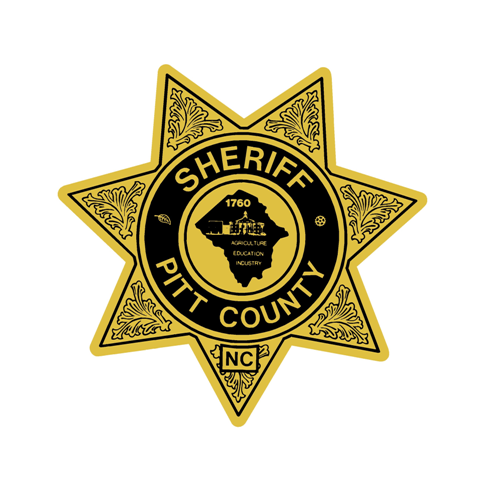 SHERIFF
1760
AGRICULTURE
EDUCATION
INDUSTRY
PITT COUNTY
NC